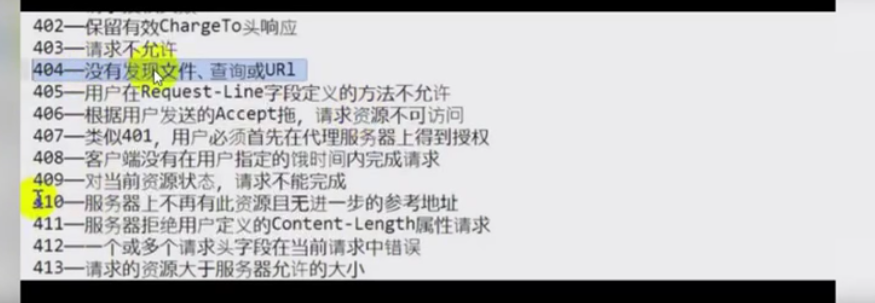 402——保留有效ChargeTo头响应
403——请求不允许
404——没有发现文件、查询或URl
405——用户在Request-Line字段定义的方法不允许
406——根据用户发送的Accept拖，请求资源不可访问
407——类似401，用户必须首先在代理服务器上得到授权
408——客户端没有在用户指定的饿时间内完成请求
409——对当前资源状态，请求不能完成
410——服务器上不再有此资源且无进一步的参考地址
411——服务器拒绝用户定义的Content-Length属性请求
412——一个或多个请求头字段在当前请求中错误
413——请求的资源大于服务器允许的大小